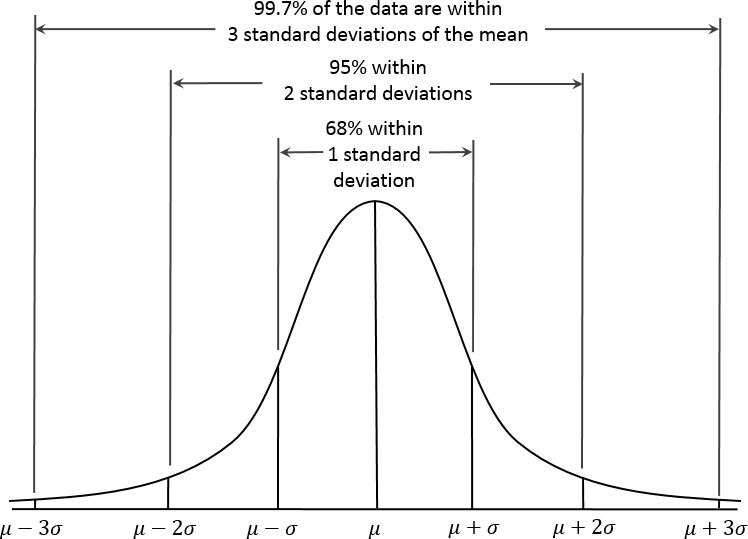 99.7% of the data are within
3 standard deviations of the mean
95% within
2 standard deviations
68% within
1 standard
deviation
μ − 3σ μ − 2σ μ − σ μ μ + σ μ + 2σ μ + 3σ